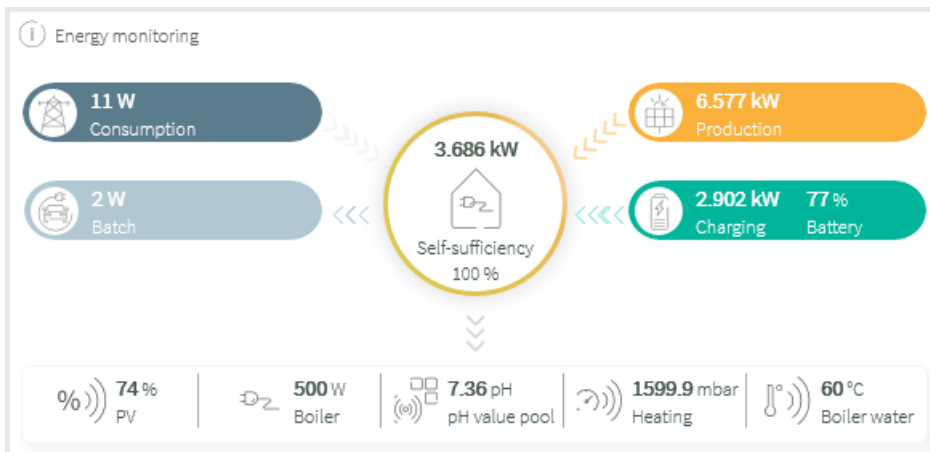 i Energy monitoring
11 W
Consumption
6.577 kW
Production
3.686 kW
2 W
Batch
2.902 kW 77 %
Charging Battery
Self-sufficiency
100 %
% 74 %
PV
500 W
Boiler
7.36 pH
pH value pool
1599.9 mbar
Heating
60 °C
Boiler water